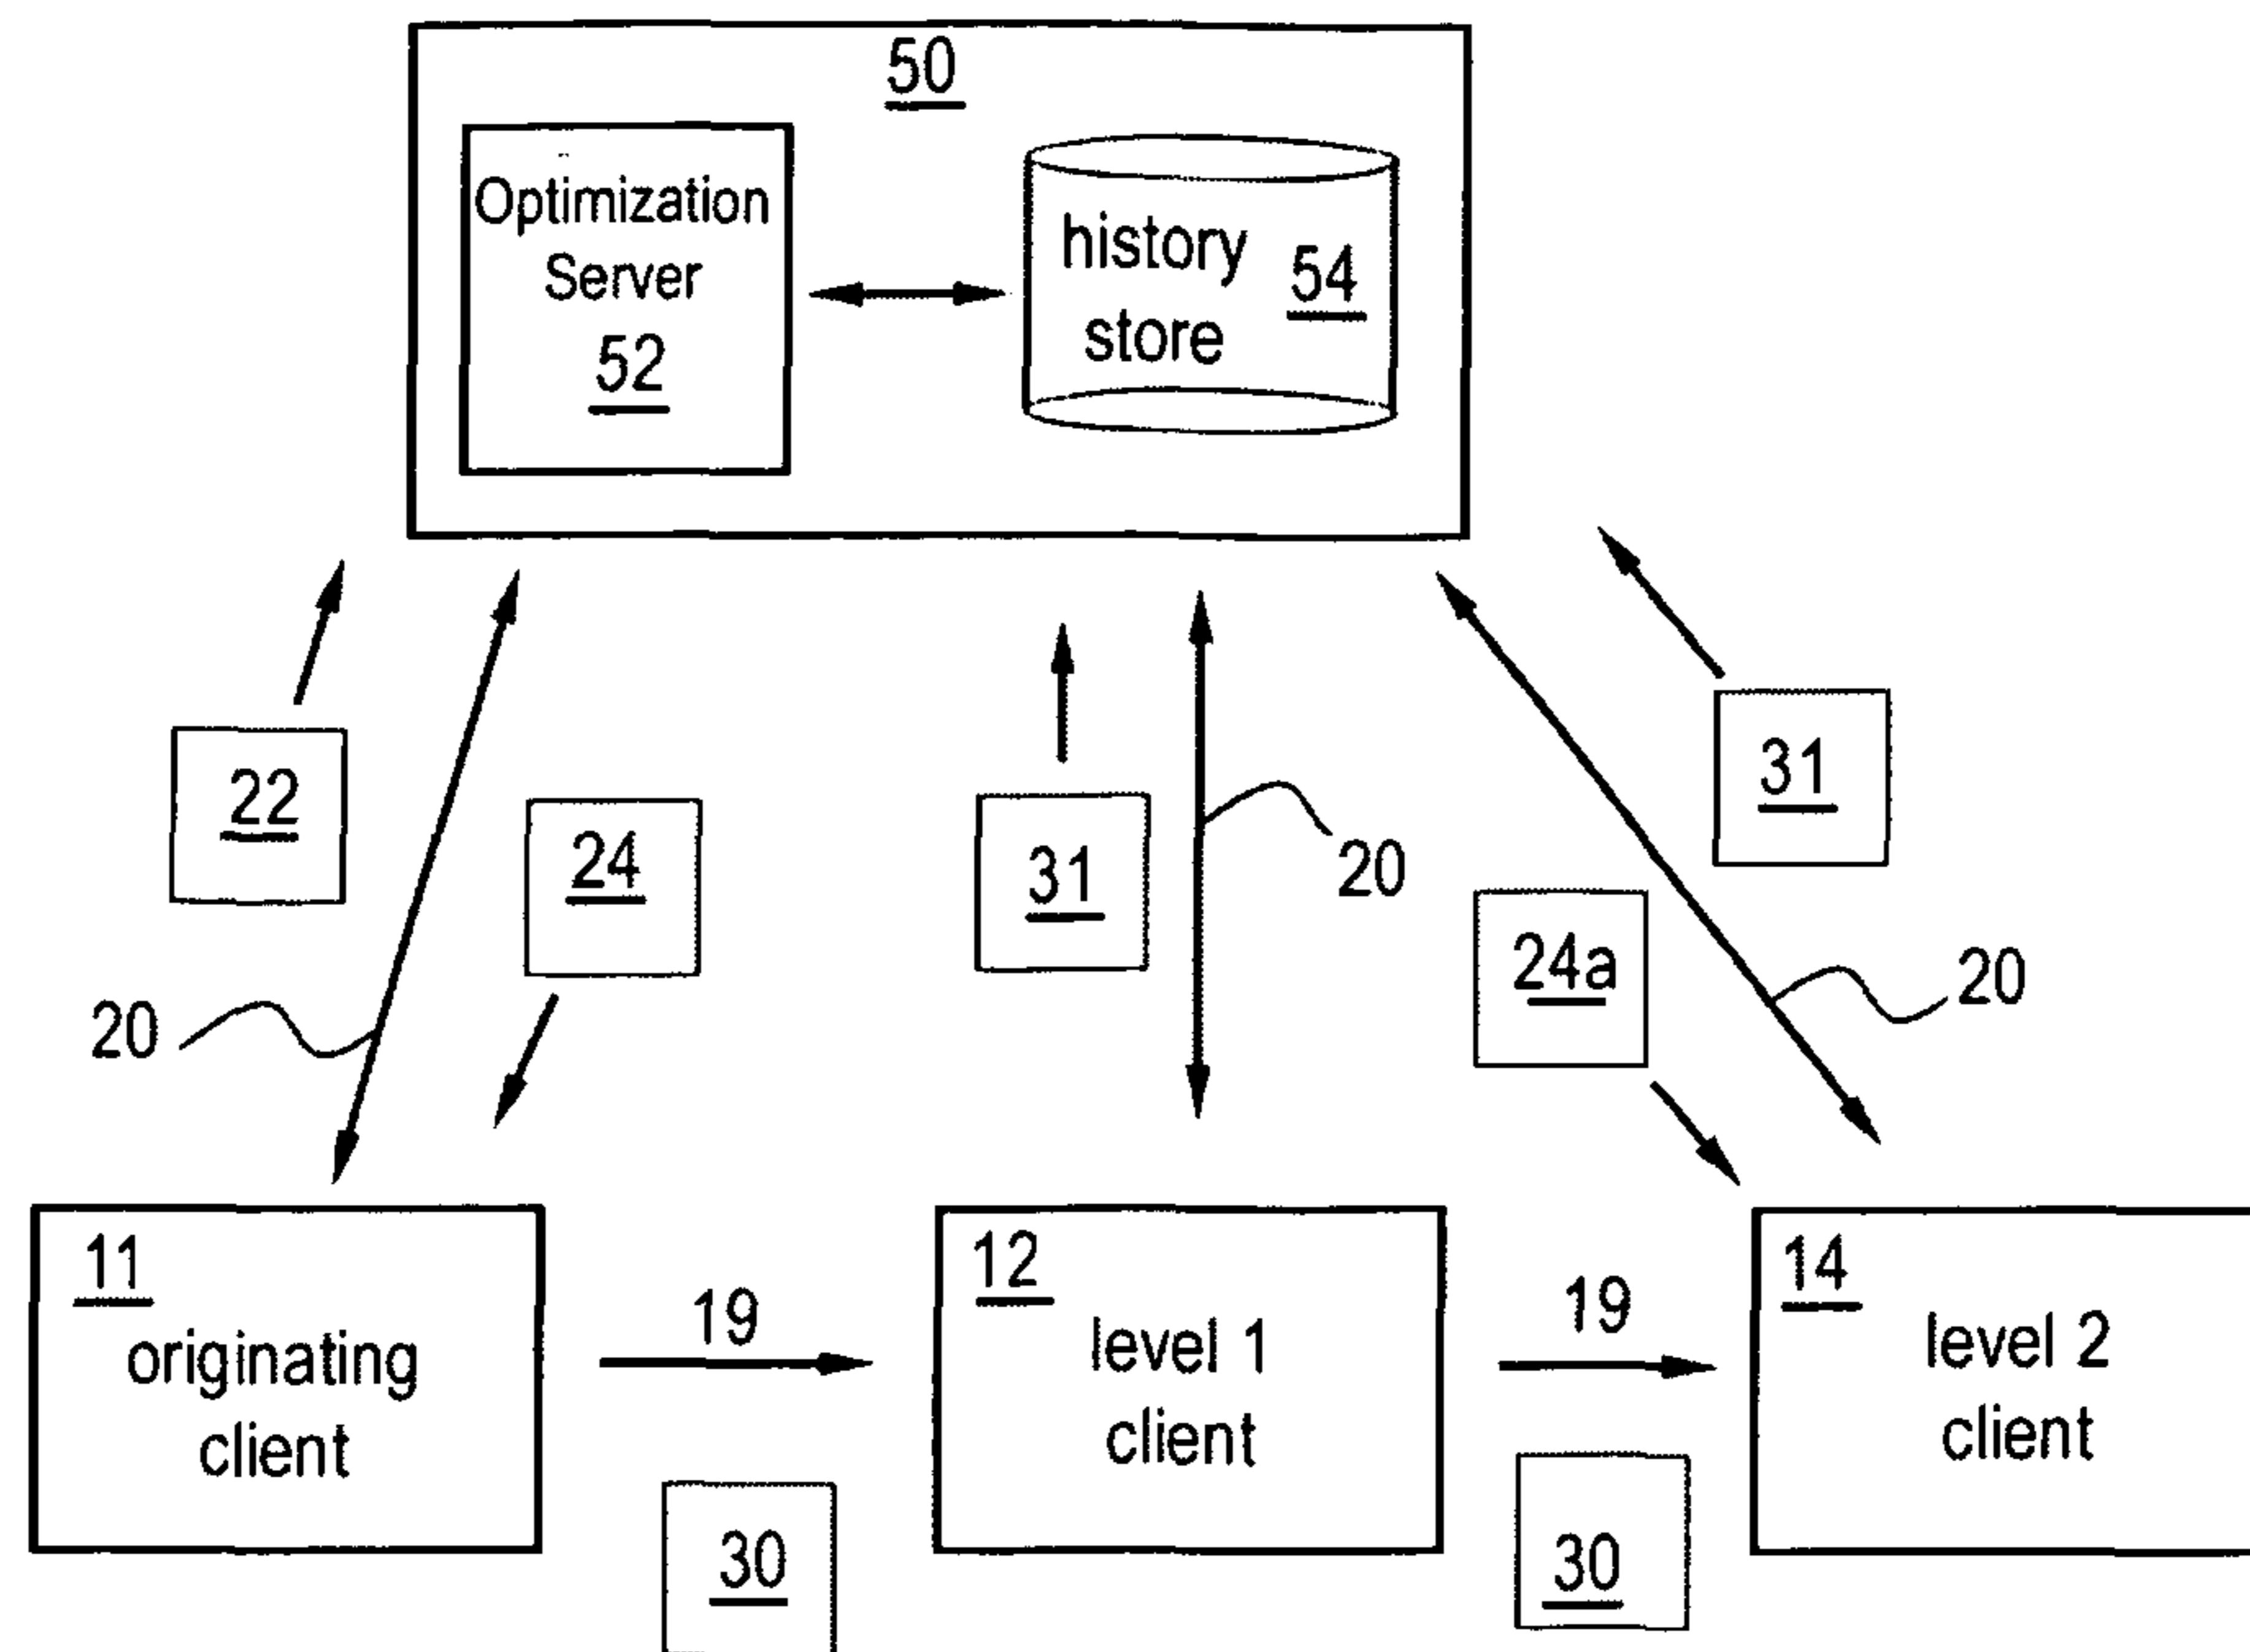 50
Optimization
Server
52
history
store
54
22
24
31
20
31
24a
20
20
11
originating
client
19
30
12
level 1
client
19
30
14
level 2
client